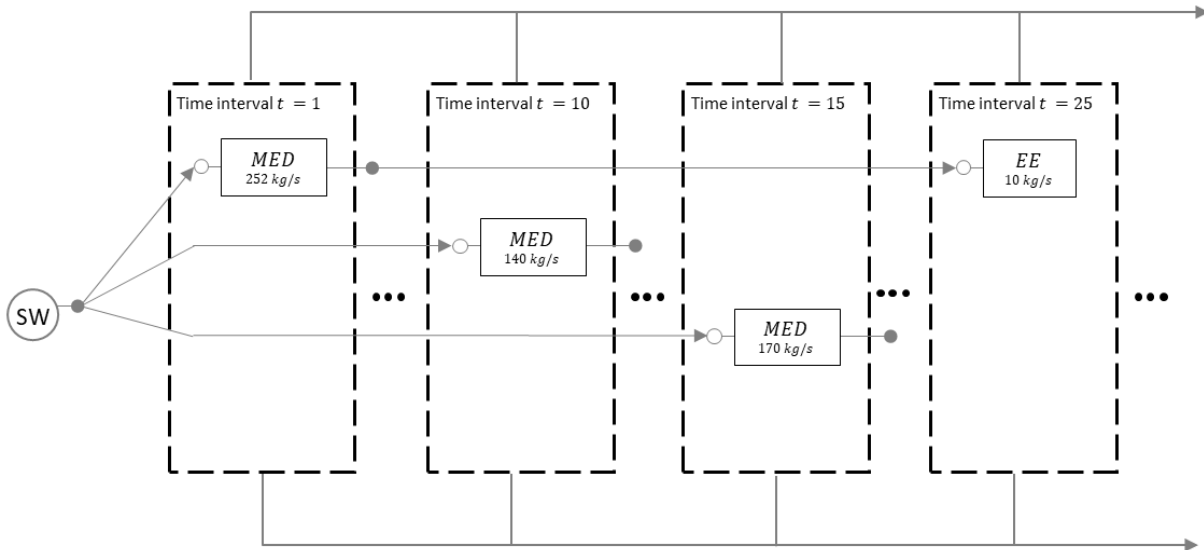 Time interval t = 1
Time interval t = 10
Time interval t = 15
Time interval t = 25
MED
252 kg/s
EE
10 kg/s
MED
140 kg/s
SW
MED
170 kg/s